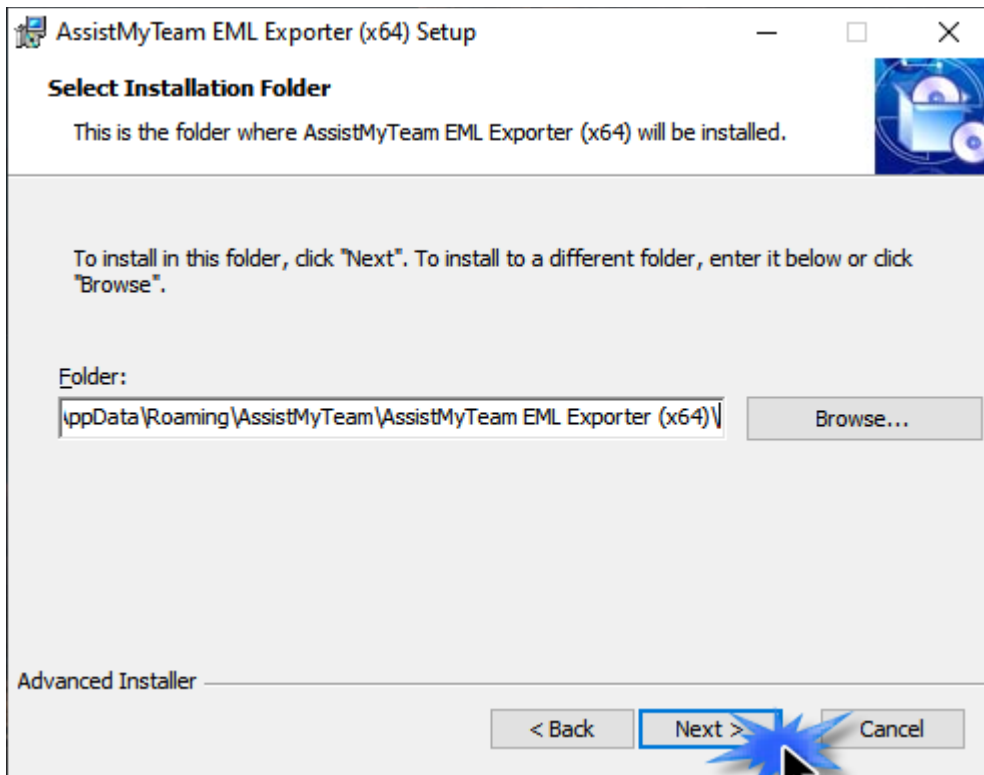 AssistMyTeam EML Exporter (x64) Setup
Select Installation Folder
This is the folder where AssistMyTeam EML Exporter (x64) will be installed.
To install in this folder, click "Next". To install to a different folder, enter it below or click
"Browse".
Folder:
\AppData\Roaming\AssistMyTeam\AssistMyTeam EML Exporter (x64)\
Browse...
Advanced Installer
< Back
Next >
Cancel